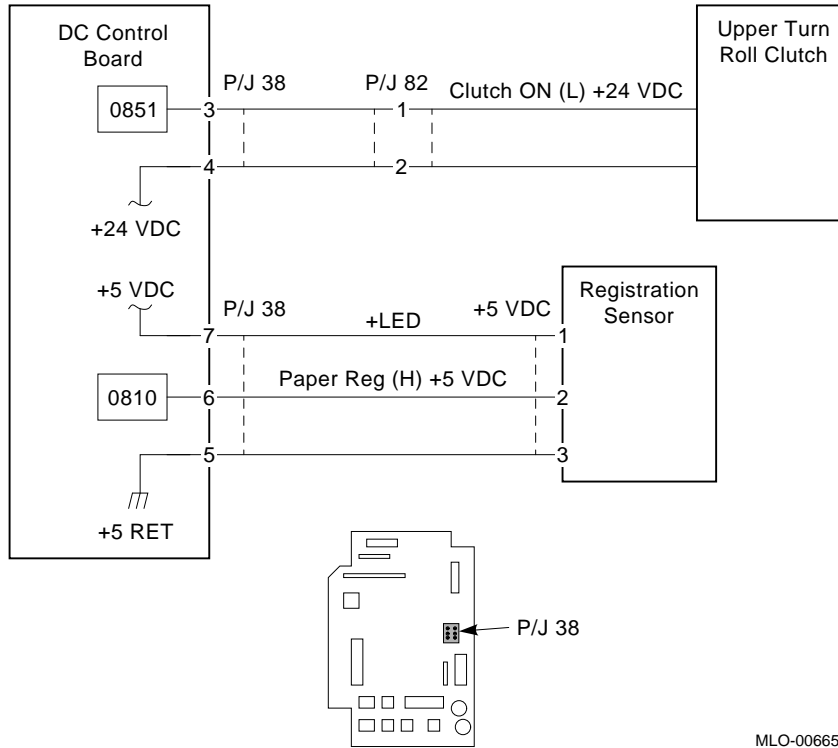 DC Control
Board
Upper Turn
Roll Clutch
P/J 38
P/J 82
Clutch ON (L) +24 VDC
0851
3
1
4
2
+24 VDC
+5 VDC
P/J 38
+LED
+5 VDC
Registration
Sensor
7
1
0810
6
Paper Reg (H) +5 VDC
2
5
3
+5 RET
P/J 38
MLO-00665